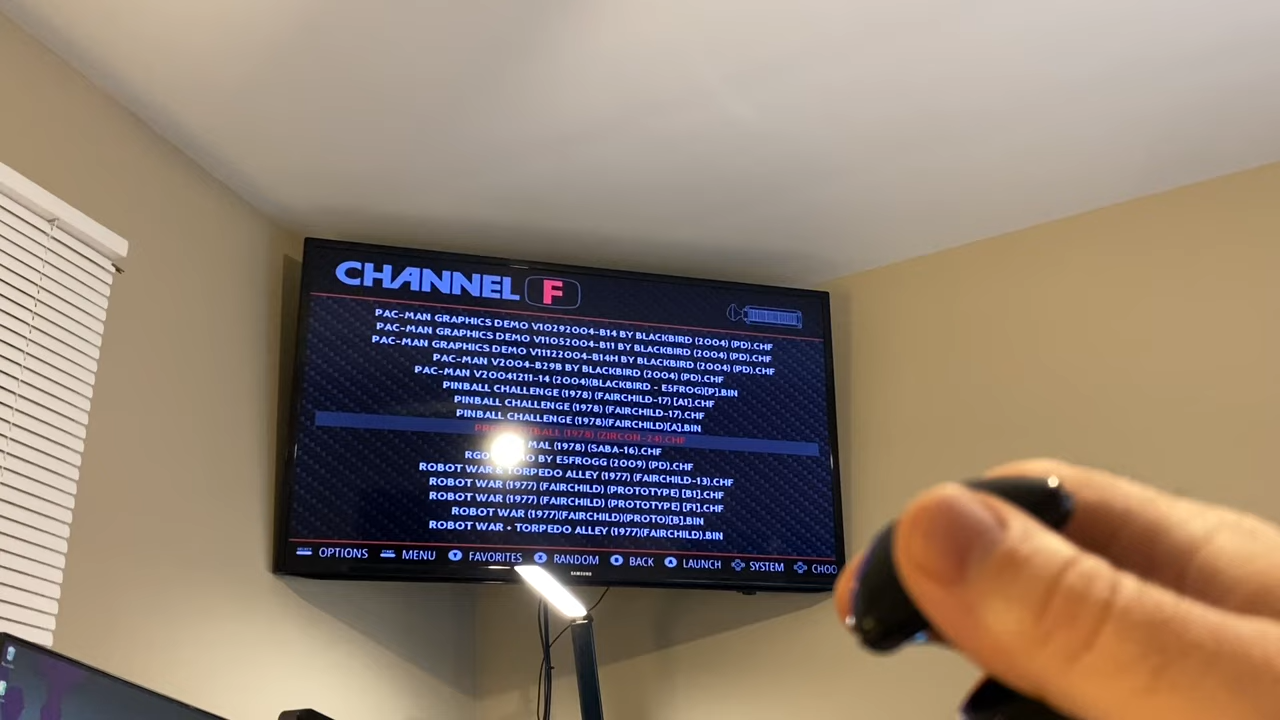 CHANNEL F
PAC-MAN GRAPHICS DEMO V10292004-B14 BY BLACKBIRD (2004) (PD).CHF
PAC-MAN GRAPHICS DEMO V11052004-B11 BY BLACKBIRD (2004) (PD).CHF
PAC-MAN GRAPHICS DEMO V11122004-B14H BY BLACKBIRD (2004) (PD).CHF
PAC-MAN V2004-B29B BY BLACKBIRD (2004) (PD).CHF
PAC-MAN V20041211-14 (2004)(BLACKBIRD - E5FROG)[P].BIN
PINBALL CHALLENGE (1978) (FAIRCHILD-17) [A1].CHF
PINBALL CHALLENGE (1978) (FAIRCHILD-17).CHF
PINBALL CHALLENGE (1978)(FAIRCHILD)[A].BIN
(1978) (ZIRCON-24).CHF
MAL (1978) (SABA-16).CHF
BY E5FROGG (2009) (PD).CHF
ROBOT WAR & TORPEDO ALLEY (1977) (FAIRCHILD-13).CHF
ROBOT WAR (1977) (FAIRCHILD) (PROTOTYPE) [B1].CHF
ROBOT WAR (1977) (FAIRCHILD) (PROTOTYPE) [F1].CHF
ROBOT WAR (1977)(FAIRCHILD)(PROTO)[B].BIN
ROBOT WAR + TORPEDO ALLEY (1977)(FAIRCHILD).BIN
SELECT OPTIONS START MENU Y FAVORITES X RANDOM B BACK A LAUNCH SYSTEM CHOO
SAMSUNG